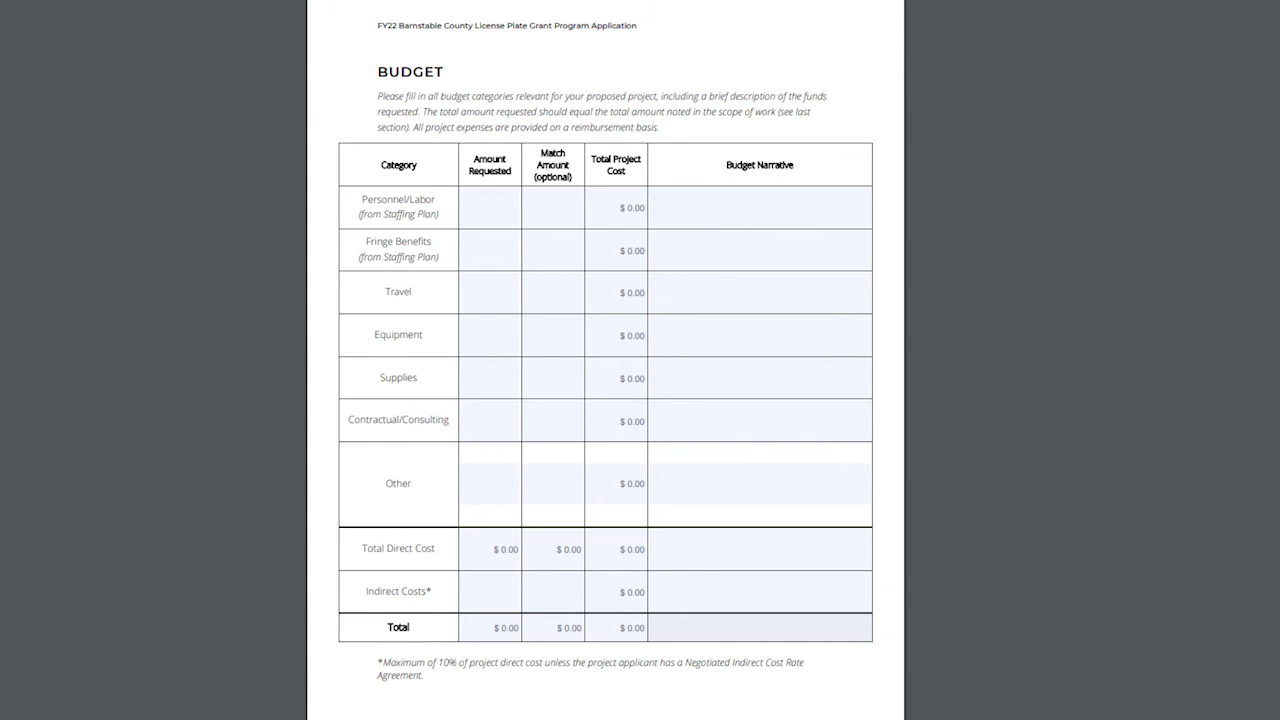 FY22 Barnstable County License Plate Grant Program Application
BUDGET
Please fill in all budget categories relevant for your proposed project, including a brief description of the funds
requested. The total amount requested should equal the total amount noted in the scope of work (see last
section). All project expenses are provided on a reimbursement basis.
Category
Amount
Requested
Match
Amount
(optional)
Total Project
Cost
Budget Narrative
Personnel/Labor
(from Staffing Plan)
$ 0.00
Fringe Benefits
(from Staffing Plan)
$ 0.00
Travel
$ 0.00
Equipment
$ 0.00
Supplies
$ 0.00
Contractual/Consulting
$ 0.00
Other
$ 0.00
Total Direct Cost
$ 0.00
$ 0.00
$ 0.00
Indirect Costs*
$ 0.00
Total
$ 0.00
$ 0.00
$ 0.00
*Maximum of 10% of project direct cost unless the project applicant has a Negotiated Indirect Cost Rate
Agreement.